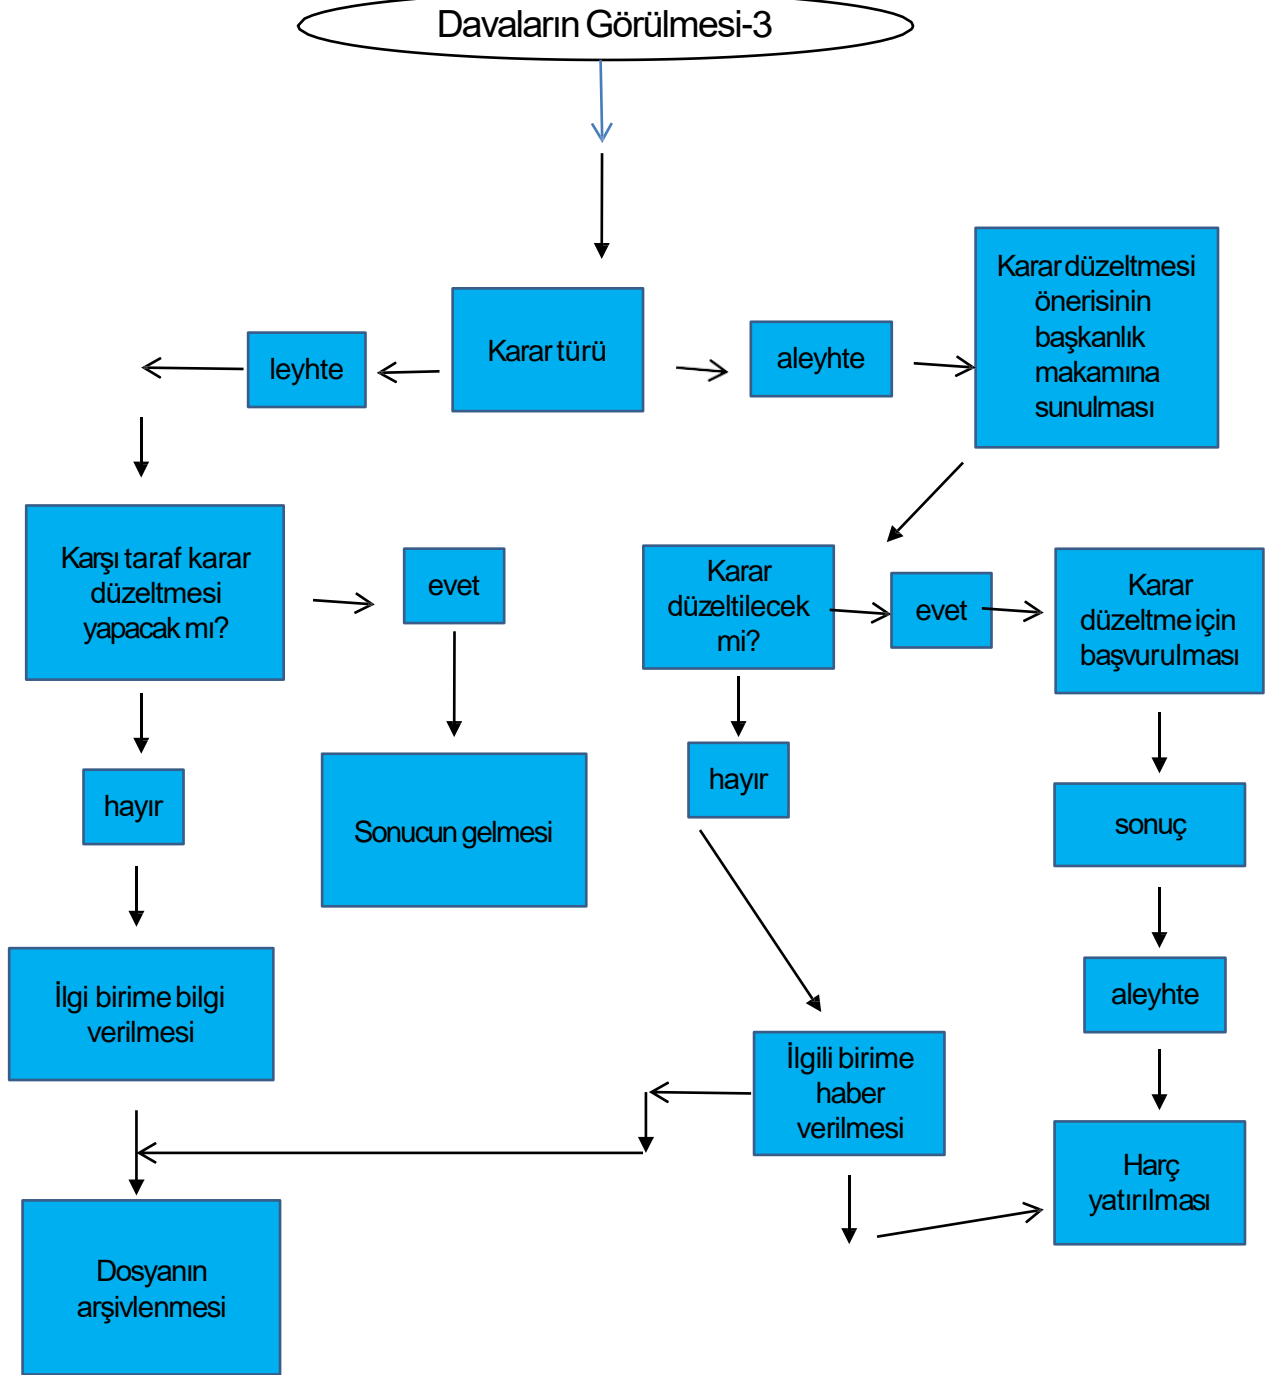 Davaların Görülmesi-3
Karar düzeltmesi
önerisinin
başkanlık
makamına
sunulması
leyhte
Karar türü
aleyhte
Karşı taraf karar
düzeltmesi
yapacak mı?
evet
Karar
düzeltilecek
mi?
evet
Karar
düzeltme için
başvurulması
hayır
Sonucun gelmesi
hayır
sonuç
İlgi birime bilgi
verilmesi
aleyhte
İlgili birime
haber
verilmesi
Harç
yatırılması
Dosyanın
arşivlenmesi